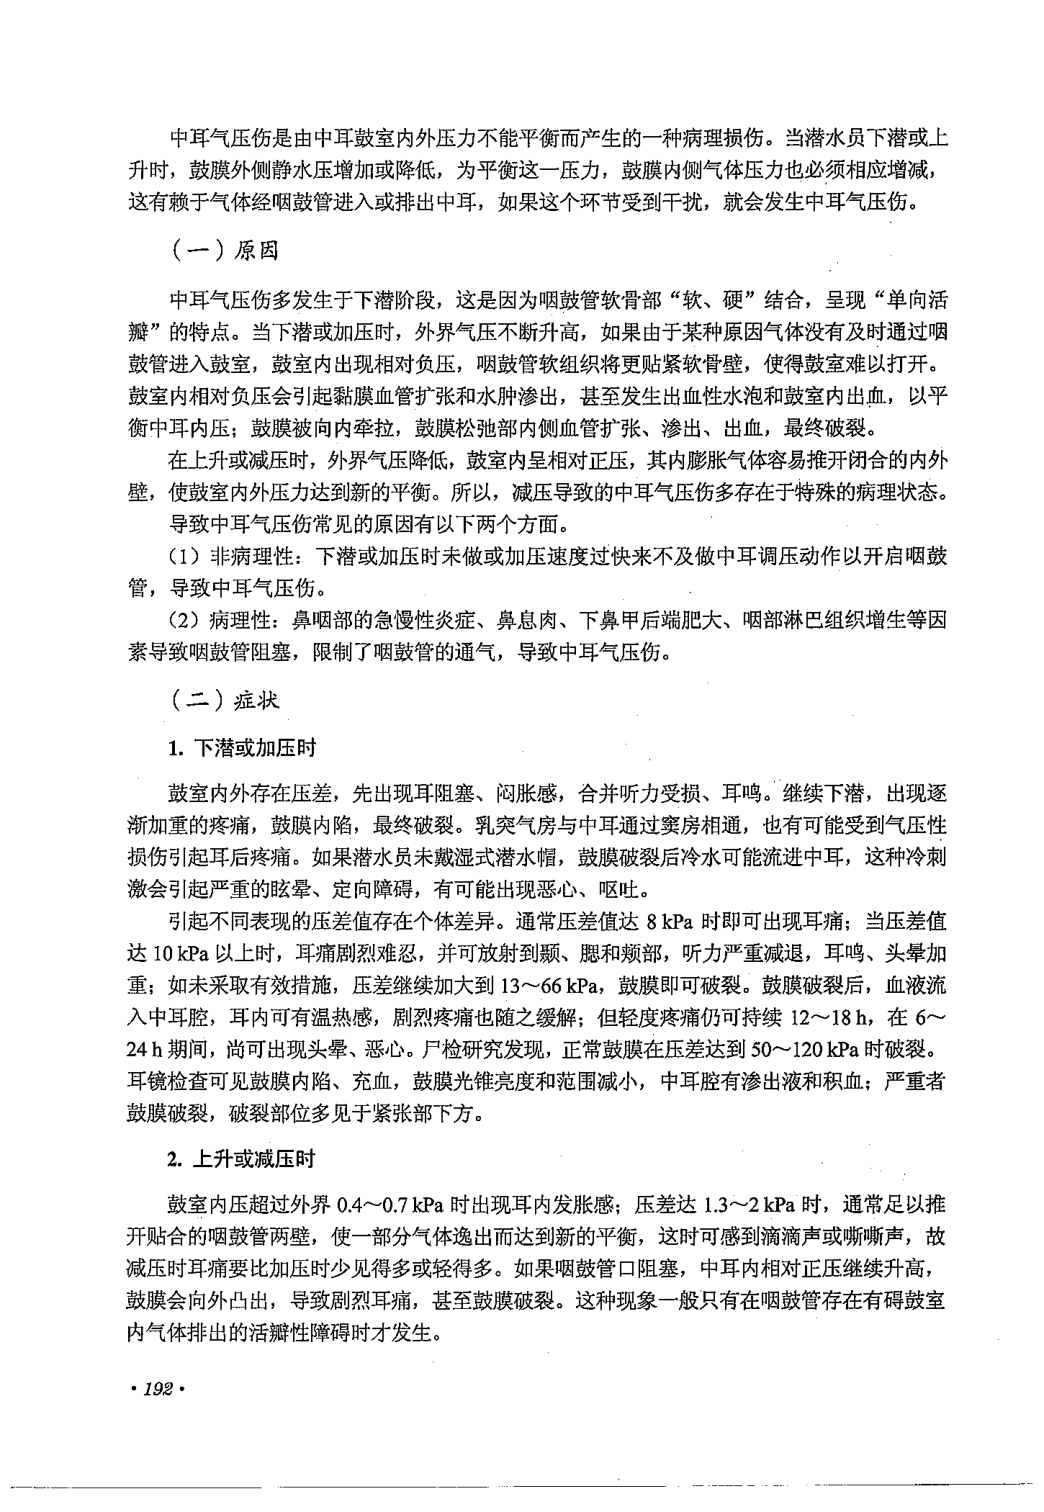 中耳气压伤是由中耳鼓室内外压力不能平衡而产生的一种病理损伤。当潜水员下潜或上
升时，鼓膜外侧静水压增加或降低，为平衡这一压力，鼓膜内侧气体压力也必须相应增减，
这有赖于气体经咽鼓管进入或排出中耳，如果这个环节受到干扰，就会发生中耳气压伤。
（一）原因
中耳气压伤多发生于下潜阶段，这是因为咽鼓管软骨部“软、硬”结合，呈现“单向活
瓣”的特点。当下潜或加压时，外界气压不断升高，如果由于某种原因气体没有及时通过咽
鼓管进入鼓室，鼓室内出现相对负压，咽鼓管软组织将更贴紧软骨壁，使得鼓室难以打开。
鼓室内相对负压会引起黏膜血管扩张和水肿渗出，甚至发生出血性水泡和鼓室内出血，以平
衡中耳内压；鼓膜被向内牵拉，鼓膜松弛部内侧血管扩张、渗出、出血，最终破裂。
在上升或减压时，外界气压降低，鼓室内呈相对正压，其内膨胀气体容易推开闭合的内外
壁，使鼓室内外压力达到新的平衡。所以，减压导致的中耳气压伤多存在于特殊的病理状态。
导致中耳气压伤常见的原因有以下两个方面。
（1）非病理性：下潜或加压时未做或加压速度过快来不及做中耳调压动作以开启咽鼓
管，导致中耳气压伤。
（2）病理性：鼻咽部的急慢性炎症、鼻息肉、下鼻甲后端肥大、咽部淋巴组织增生等因
素导致咽鼓管阻塞，限制了咽鼓管的通气，导致中耳气压伤。
（二）症状
1. 下潜或加压时
鼓室内外存在压差，先出现耳阻塞、闷胀感，合并听力受损、耳鸣。继续下潜，出现逐
渐加重的疼痛，鼓膜内陷，最终破裂。乳突气房与中耳通过窦房相通，也有可能受到气压性
损伤引起耳后疼痛。如果潜水员未戴湿式潜水帽，鼓膜破裂后冷水可能流进中耳，这种冷刺
激会引起严重的眩晕、定向障碍，有可能出现恶心、呕吐。
引起不同表现的压差值存在个体差异。通常压差值达 8 kPa 时即可出现耳痛；当压差值
达 10 kPa 以上时，耳痛剧烈难忍，并可放射到颞、腮和颊部，听力严重减退，耳鸣、头晕加
重；如未采取有效措施，压差继续加大到 13～66 kPa，鼓膜即可破裂。鼓膜破裂后，血液流
入中耳腔，耳内可有温热感，剧烈疼痛也随之缓解；但轻度疼痛仍可持续 12～18 h，在 6～
24 h 期间，尚可出现头晕、恶心。尸检研究发现，正常鼓膜在压差达到 50～120 kPa 时破裂。
耳镜检查可见鼓膜内陷、充血，鼓膜光锥亮度和范围减小，中耳腔有渗出液和积血；严重者
鼓膜破裂，破裂部位多见于紧张部下方。
2. 上升或减压时
鼓室内压超过外界 0.4～0.7 kPa 时出现耳内发胀感；压差达 1.3～2 kPa 时，通常足以推
开贴合的咽鼓管两壁，使一部分气体逸出而达到新的平衡，这时可感到滴滴声或嘶嘶声，故
减压时耳痛要比加压时少见得多或轻得多。如果咽鼓管口阻塞，中耳内相对正压继续升高，
鼓膜会向外凸出，导致剧烈耳痛，甚至鼓膜破裂。这种现象一般只有在咽鼓管存在有碍鼓室
内气体排出的活瓣性障碍时才发生。
· 192 ·